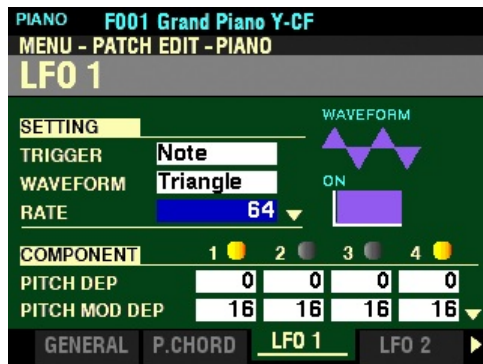 PIANO F001 Grand Piano Y-CF
MENU - PATCH EDIT - PIANO
LFO 1
WAVEFORM
SETTING
TRIGGER Note
WAVEFORM Triangle
ON
RATE 64
COMPONENT 1 2 3 4
PITCH DEP 0 0 0 0
PITCH MOD DEP 16 16 16 16
GENERAL P.CHORD LFO 1 LFO 2